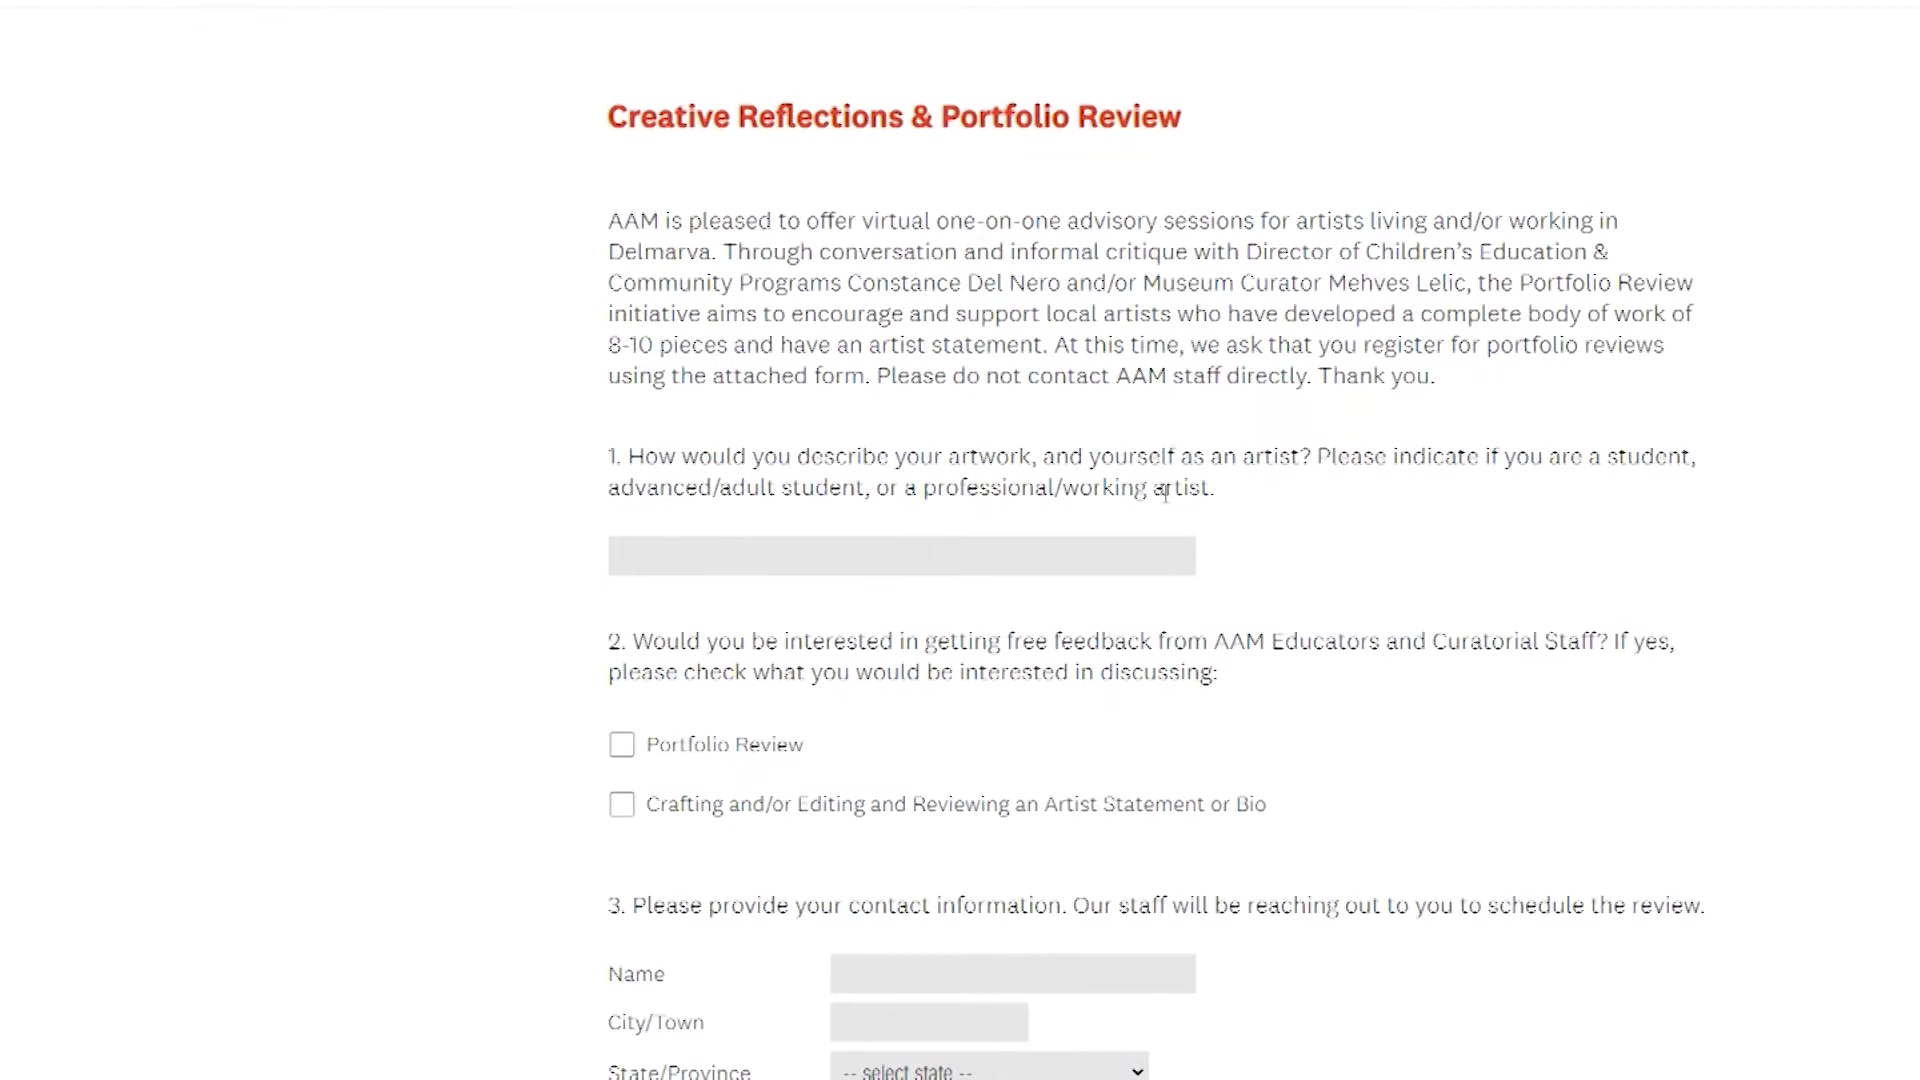 Creative Reflections & Portfolio Review
AAM is pleased to offer virtual one-on-one advisory sessions for artists living and/or working in
Delmarva. Through conversation and informal critique with Director of Children’s Education &
Community Programs Constance Del Nero and/or Museum Curator Mehves Lelic, the Portfolio Review
initiative aims to encourage and support local artists who have developed a complete body of work of
8-10 pieces and have an artist statement. At this time, we ask that you register for portfolio reviews
using the attached form. Please do not contact AAM staff directly. Thank you.
1. How would you describe your artwork, and yourself as an artist? Please indicate if you are a student,
advanced/adult student, or a professional/working artist.
2. Would you be interested in getting free feedback from AAM Educators and Curatorial Staff? If yes,
please check what you would be interested in discussing:
Portfolio Review
Crafting and/or Editing and Reviewing an Artist Statement or Bio
3. Please provide your contact information. Our staff will be reaching out to you to schedule the review.
Name
City/Town
State/Province -- select state --